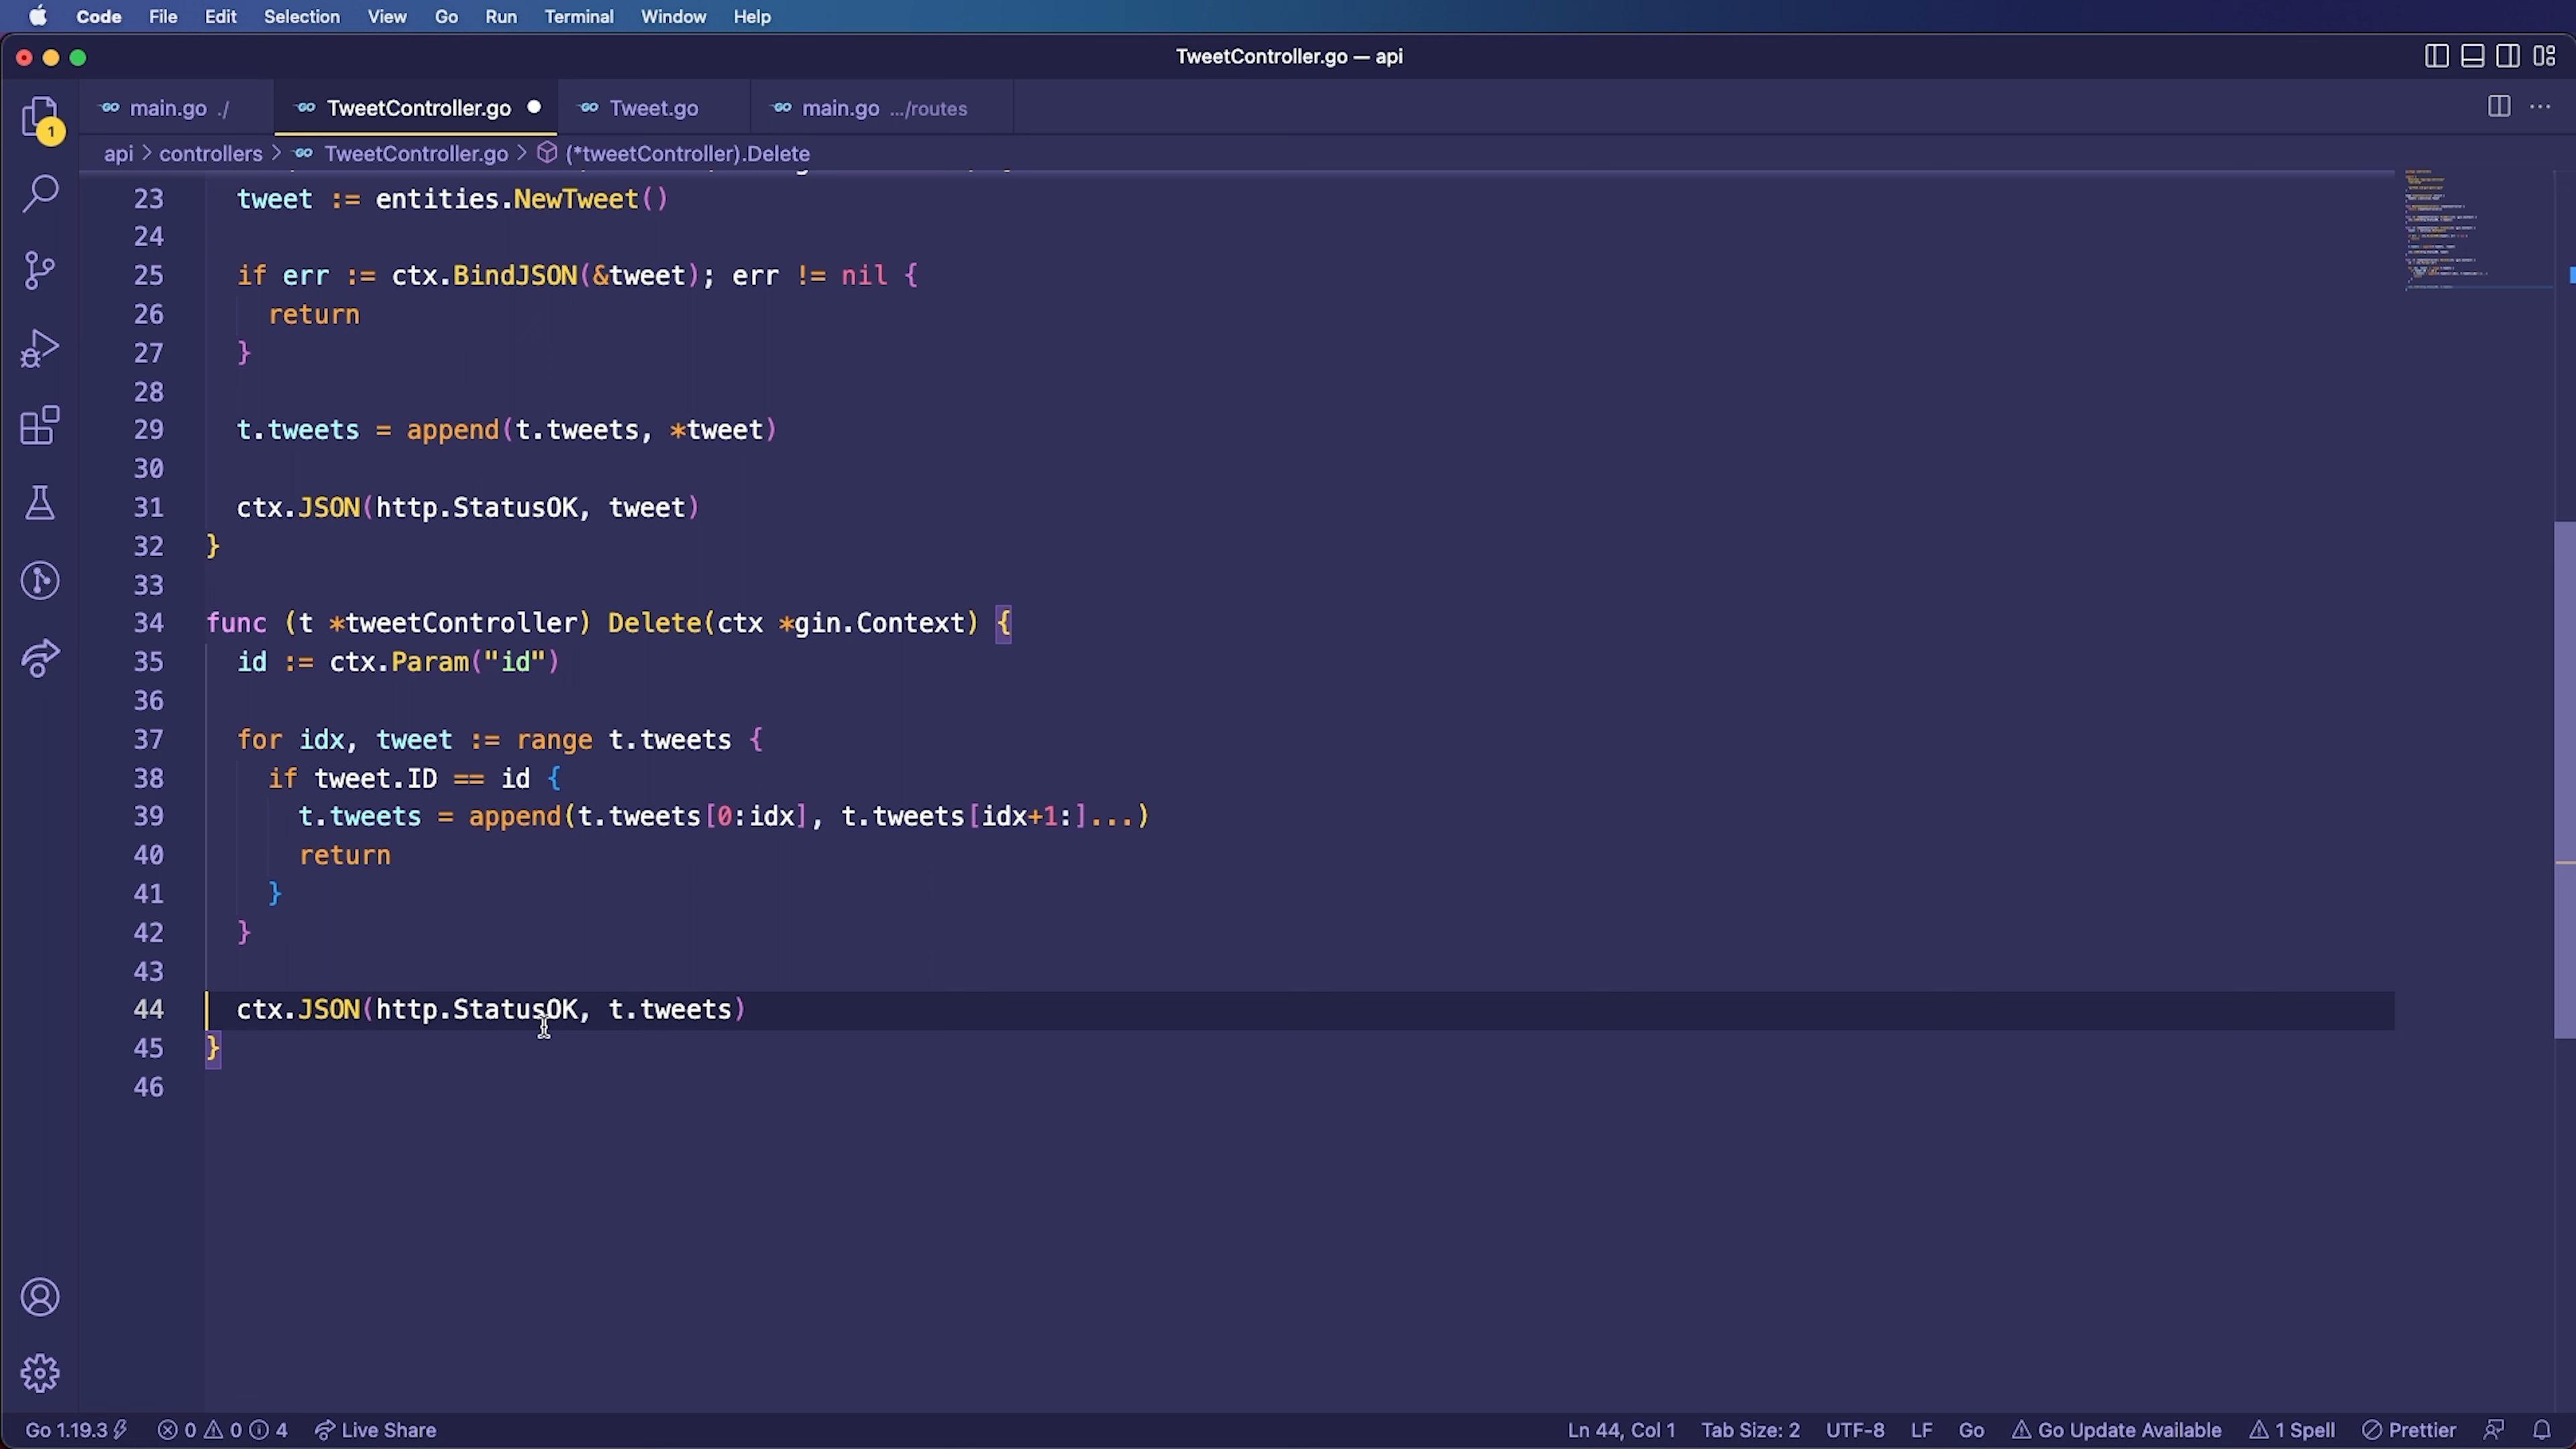 Code File Edit Selection View Go Run Terminal Window Help
TweetController.go — api
main.go ./ TweetController.go Tweet.go main.go .../routes
1
api > controllers > TweetController.go > (*tweetController).Delete
23 tweet := entities.NewTweet()
24
25 if err := ctx.BindJSON(&tweet); err != nil {
26 return
27 }
28
29 t.tweets = append(t.tweets, *tweet)
30
31 ctx.JSON(http.StatusOK, tweet)
32 }
33
34 func (t *tweetController) Delete(ctx *gin.Context) {
35 id := ctx.Param("id")
36
37 for idx, tweet := range t.tweets {
38 if tweet.ID == id {
39 t.tweets = append(t.tweets[0:idx], t.tweets[idx+1:]...)
40 return
41 }
42 }
43
44 ctx.JSON(http.StatusOK, t.tweets)
45 }
46
Go 1.19.3 0 0 4 Live Share Ln 44, Col 1 Tab Size: 2 UTF-8 LF Go Go Update Available 1 Spell Prettier